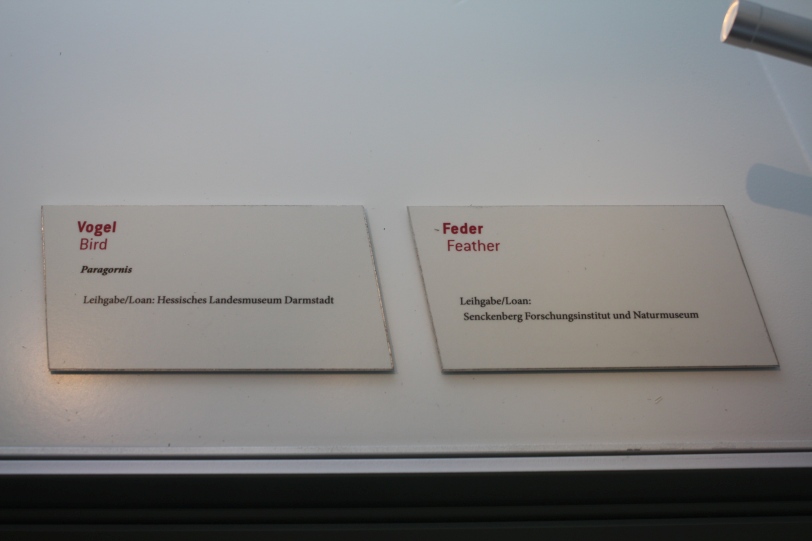 Vogel
Bird
Paragornis
Leihgabe/Loan: Hessisches Landesmuseum Darmstadt
Feder
Feather
Leihgabe/Loan:
Senckenberg Forschungsinstitut und Naturmuseum